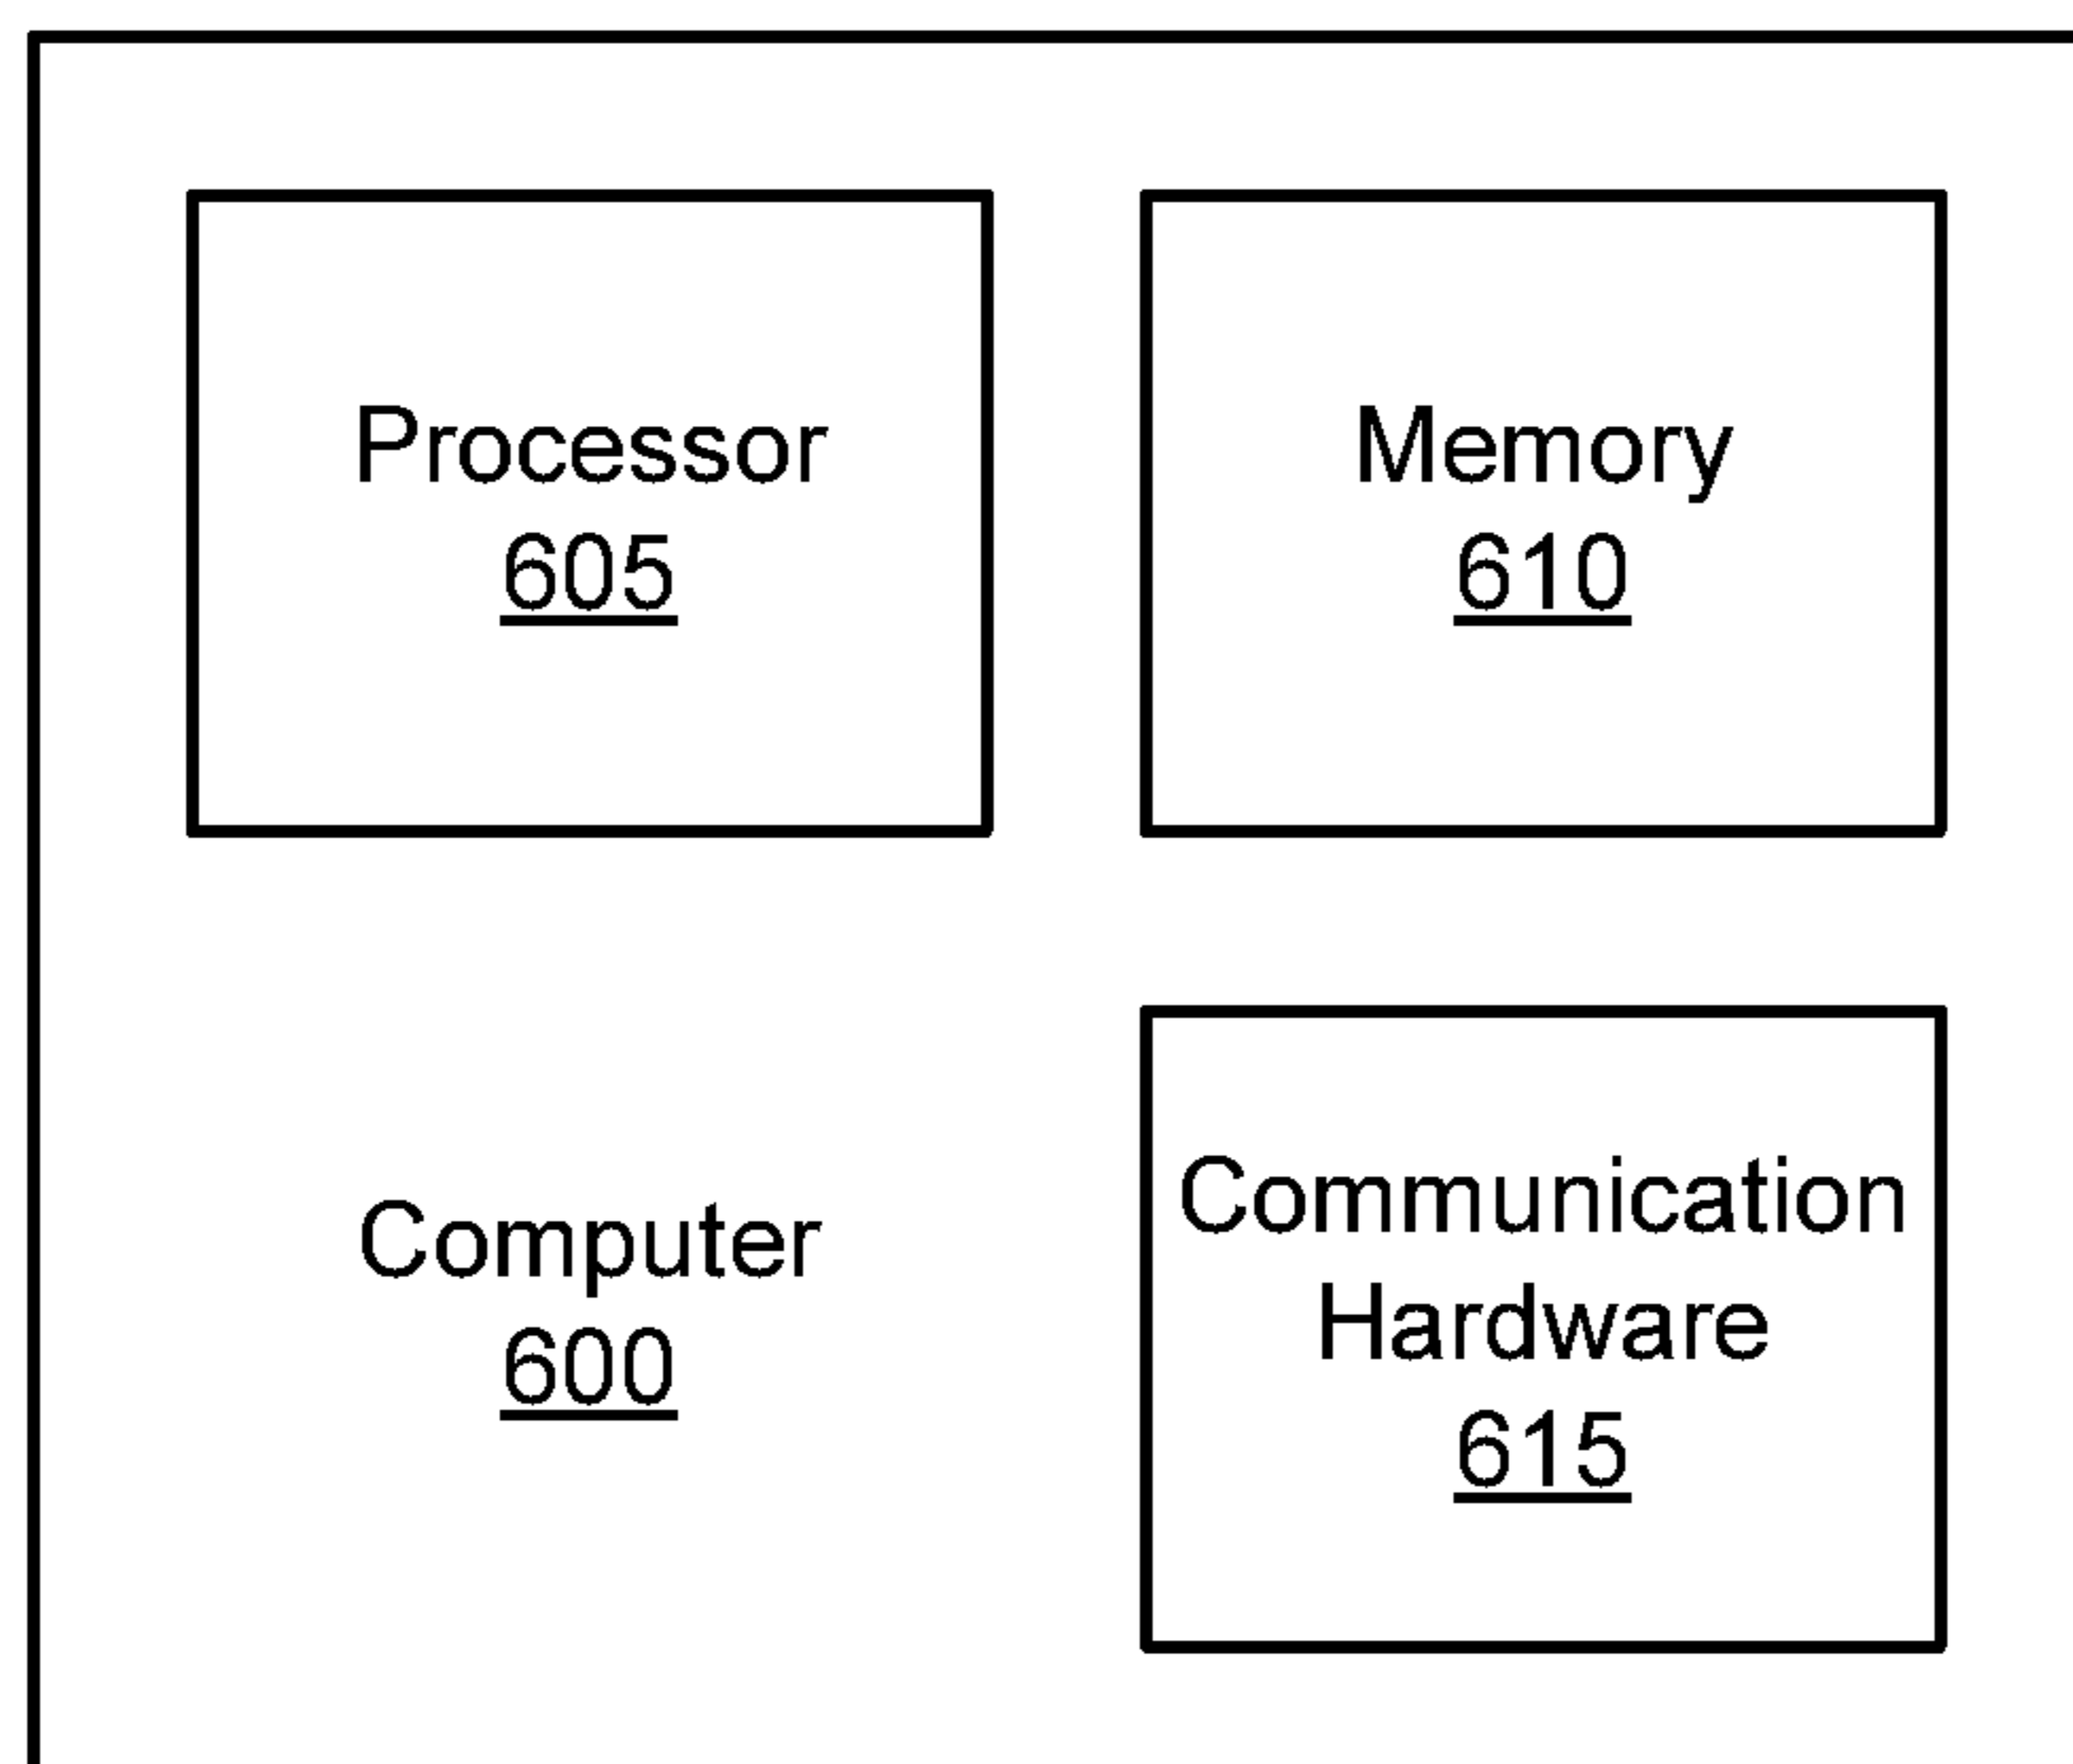 Processor
605
Memory
610
Computer
600
Communication
Hardware
615